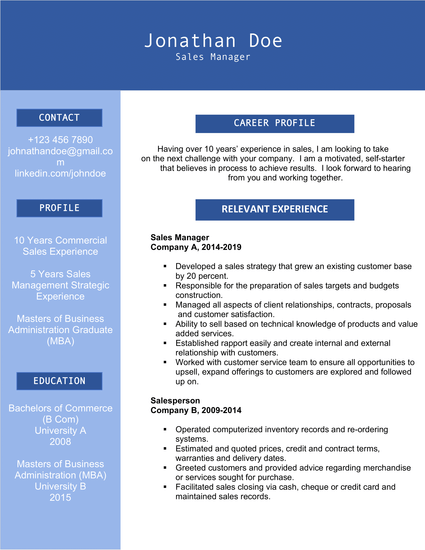 Jonathan Doe
Sales Manager
CONTACT
+123 456 7890
johnathandoe@gmail.co
m
linkedin.com/johndoe
PROFILE
10 Years Commercial
Sales Experience
5 Years Sales
Management Strategic
Experience
Masters of Business
Administration Graduate
(MBA)
EDUCATION
Bachelors of Commerce
(B Com)
University A
2008
Masters of Business
Administration (MBA)
University B
2015
CAREER PROFILE
Having over 10 years' experience in sales, I am looking to take
on the next challenge with your company. I am a motivated, self-starter
that believes in process to achieve results. I look forward to hearing
from you and working together.
RELEVANT EXPERIENCE
Sales Manager
Company A, 2014-2019
▪ Developed a sales strategy that grew an existing customer base
by 20 percent.
▪ Responsible for the preparation of sales targets and budgets
construction.
▪ Managed all aspects of client relationships, contracts, proposals
and customer satisfaction.
▪ Ability to sell based on technical knowledge of products and value
added services.
▪ Established rapport easily and create internal and external
relationship with customers.
▪ Worked with customer service team to ensure all opportunities to
upsell, expand offerings to customers are explored and followed
up on.
Salesperson
Company B, 2009-2014
▪ Operated computerized inventory records and re-ordering
systems.
▪ Estimated and quoted prices, credit and contract terms,
warranties and delivery dates.
▪ Greeted customers and provided advice regarding merchandise
or services sought for purchase.
▪ Facilitated sales closing via cash, cheque or credit card and
maintained sales records.